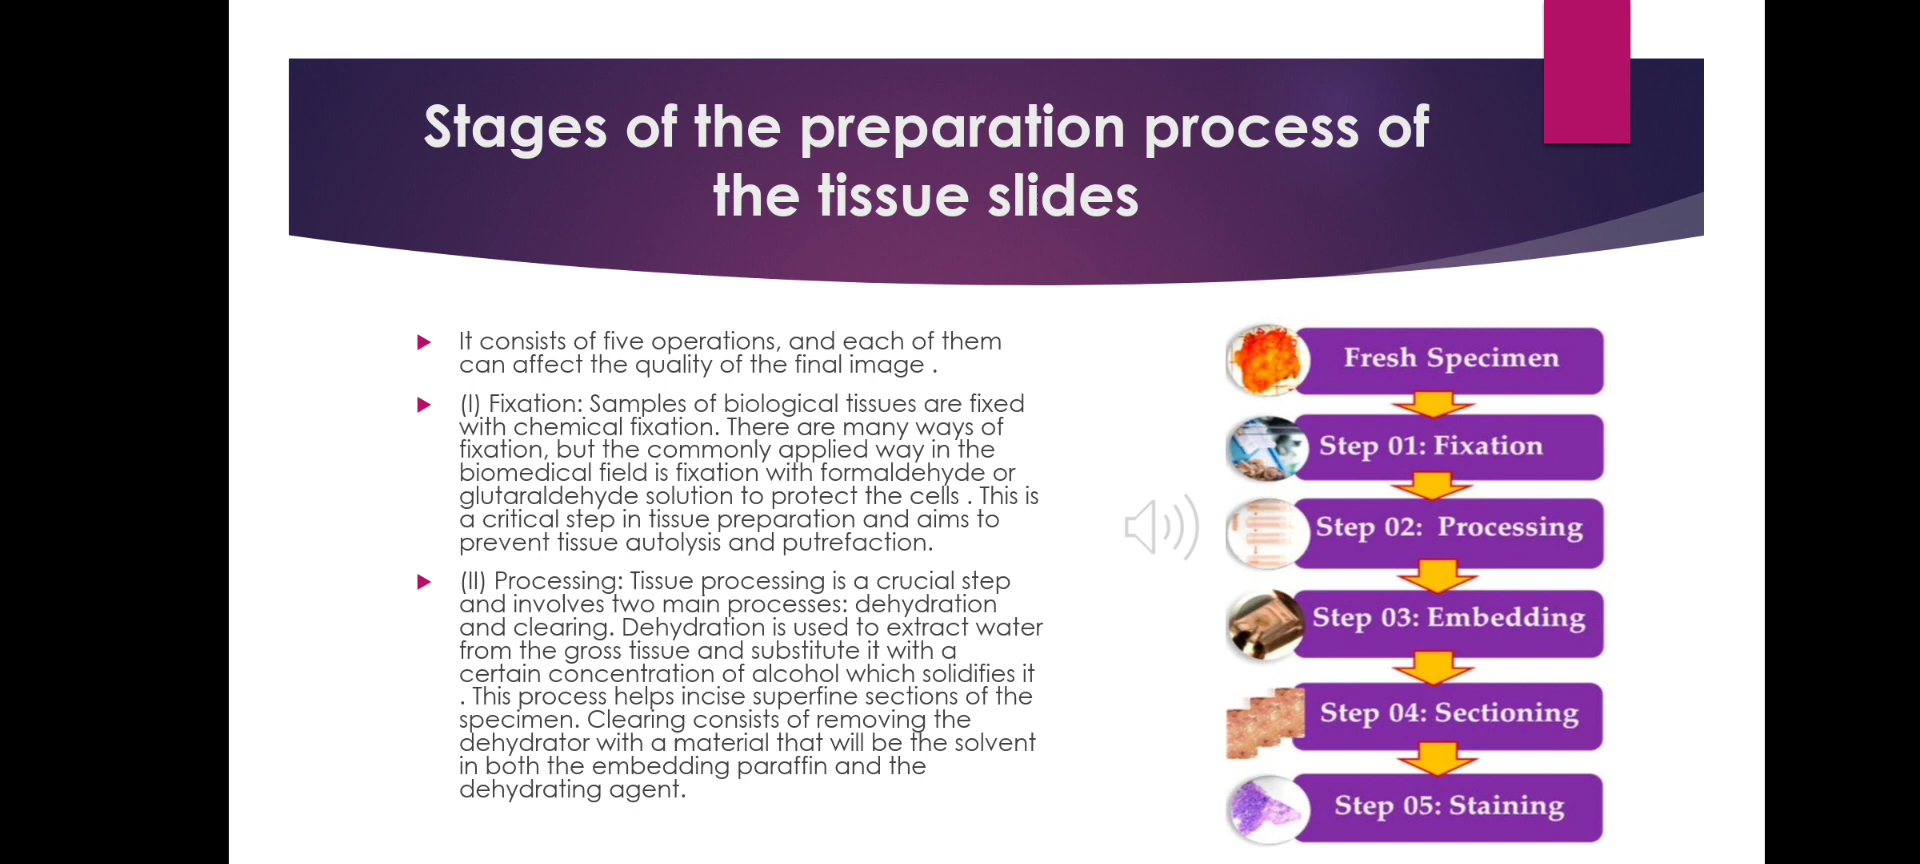 Stages of the preparation process of
the tissue slides
It consists of five operations, and each of them
can affect the quality of the final image .
(I) Fixation: Samples of biological tissues are fixed
with chemical fixation. There are many ways of
fixation, but the commonly applied way in the
biomedical field is fixation with formaldehyde or
glutaraldehyde solution to protect the cells . This is
a critical step in tissue preparation and aims to
prevent tissue autolysis and putrefaction.
(II) Processing: Tissue processing is a crucial step
and involves two main processes: dehydration
and clearing. Dehydration is used to extract water
from the gross tissue and substitute it with a
certain concentration of alcohol which solidifies it
. This process helps incise superfine sections of the
specimen. Clearing consists of removing the
dehydrator with a material that will be the solvent
in both the embedding paraffin and the
dehydrating agent.
Fresh Specimen
Step 01: Fixation
Step 02: Processing
Step 03: Embedding
Step 04: Sectioning
Step 05: Staining